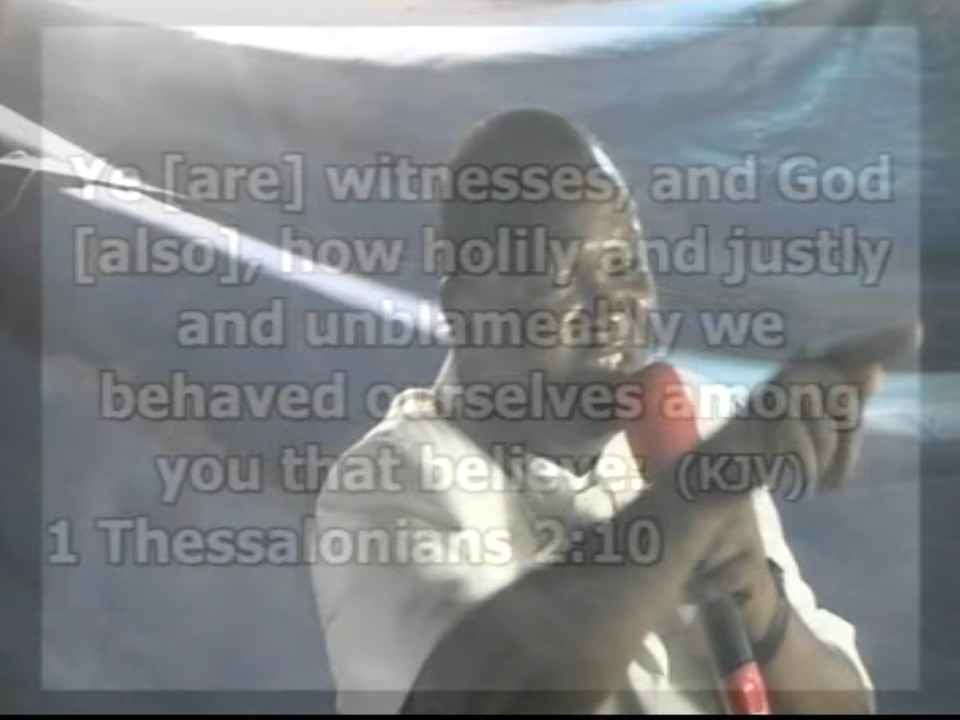 Ye [are] witnesses, and God
[also], how holily and justly
and unblameably we
behaved ourselves among
you that believe: (KJV)
1 Thessalonians 2:10